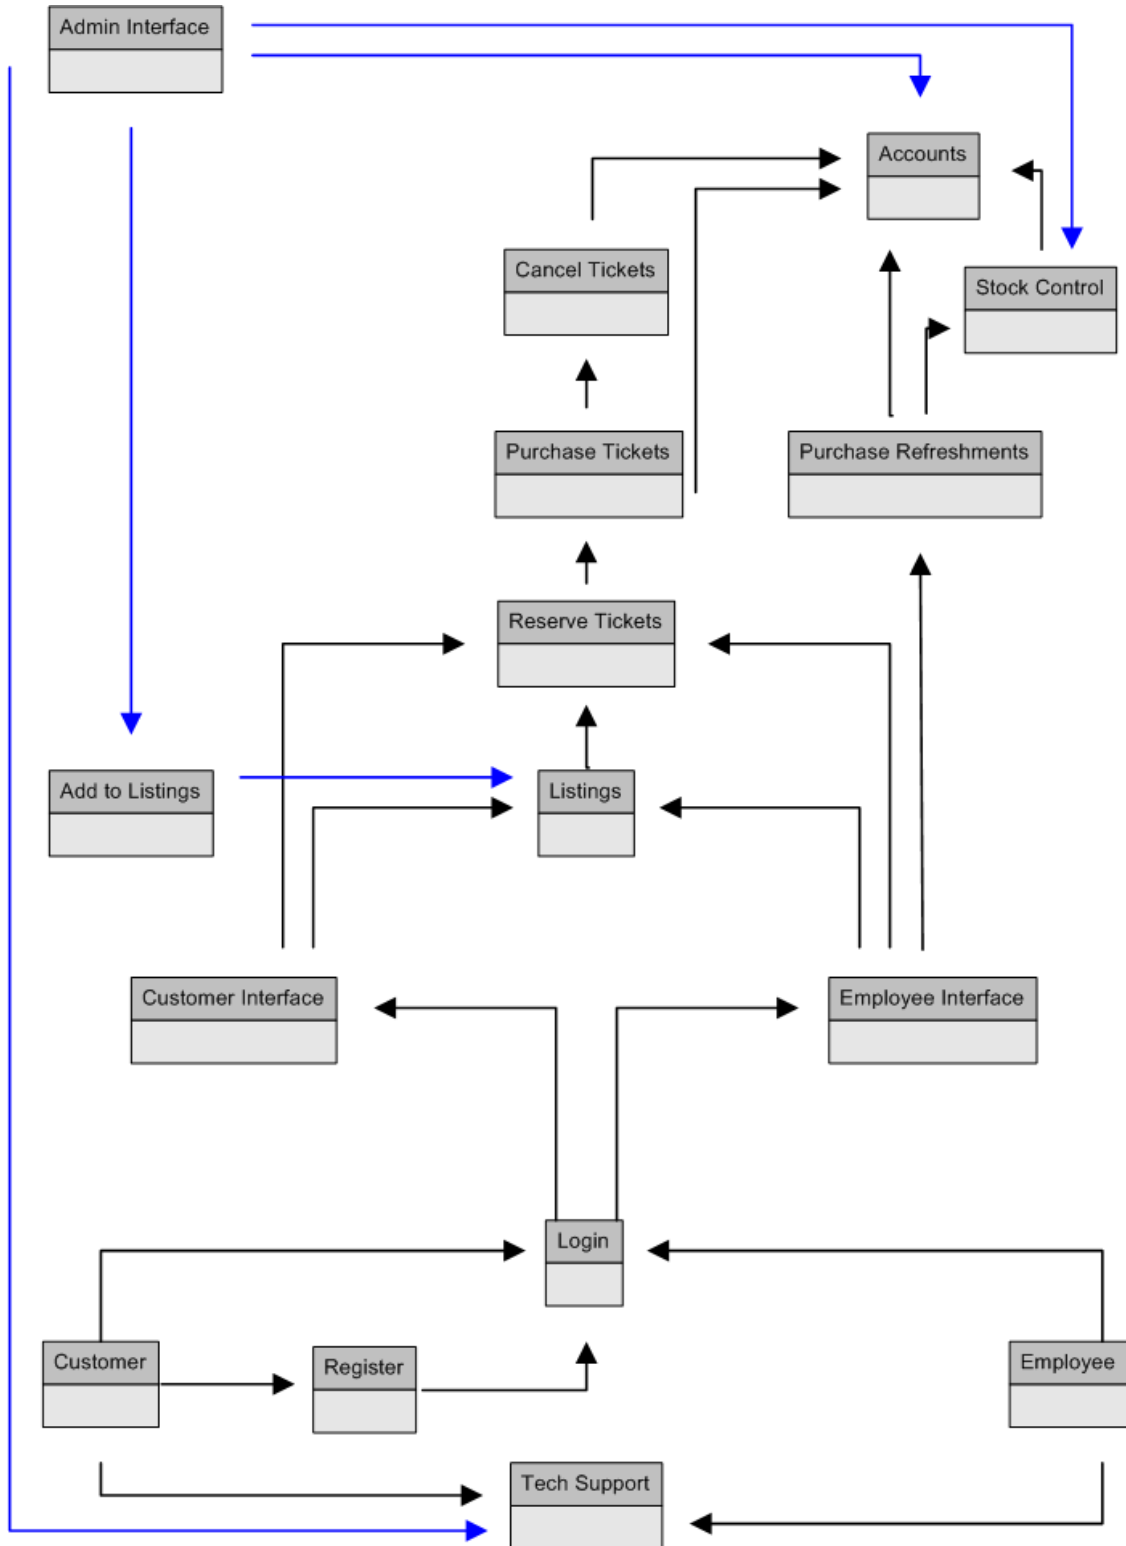 Admin Interface
Accounts
Cancel Tickets
Stock Control
Purchase Tickets
Purchase Refreshments
Reserve Tickets
Add to Listings
Listings
Customer Interface
Employee Interface
Login
Customer
Register
Employee
Tech Support